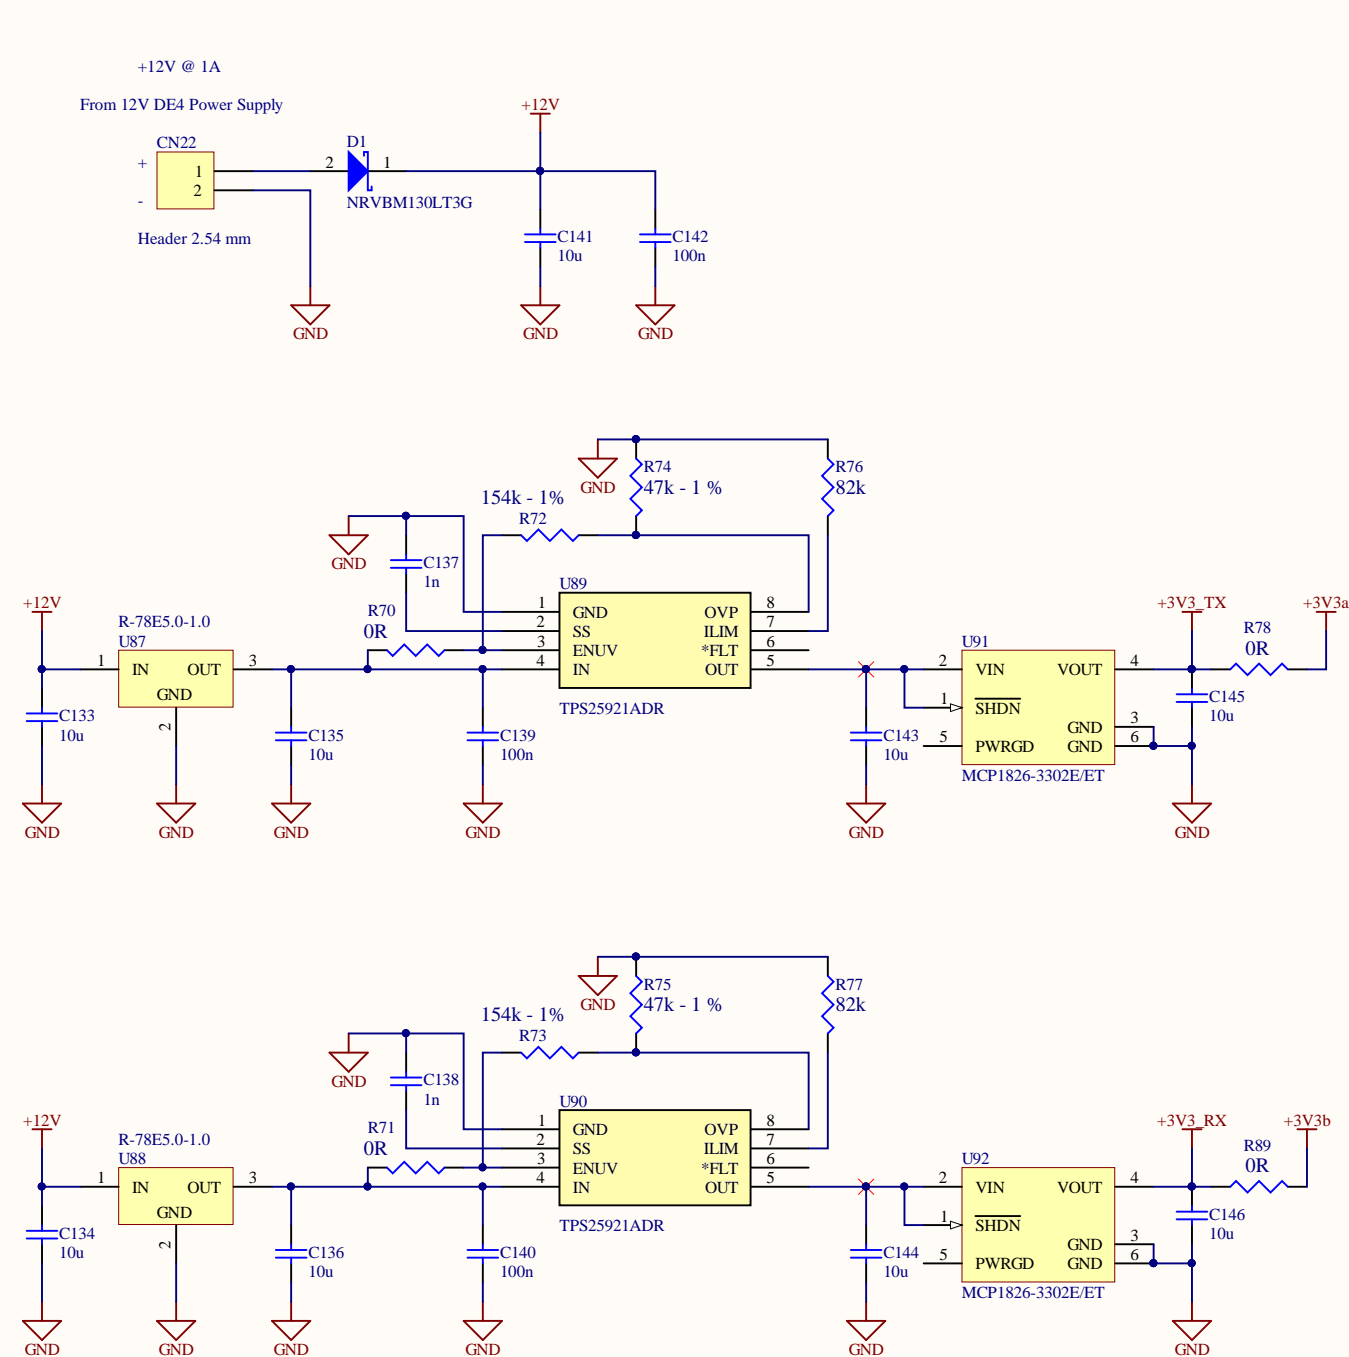 +12V @ 1A
From 12V DE4 Power Supply
+12V
CN22
D1
+
1
2
1
2
-
NRVBM130LT3G
Header 2.54 mm
C141
10u
C142
100n
GND
GND
GND
R74
47k - 1 %
R76
82k
GND
154k - 1%
R72
GND
C137
1n
U89
+12V
R-78E5.0-1.0
U87
R70
0R
1
GND
OVP
8
2
SS
ILIM
7
3
ENUV
*FLT
6
4
IN
OUT
5
TPS25921ADR
1
IN
OUT
3
GND
2
+3V3_TX
+3V3a
R78
0R
U91
2
VIN
VOUT
4
1
SHDN
GND
3
5
PWRGD
GND
6
MCP1826-3302E/ET
C133
10u
C135
10u
C139
100n
C143
10u
C145
10u
GND
GND
GND
GND
GND
GND
R75
47k - 1 %
R77
82k
GND
154k - 1%
R73
GND
C138
1n
U90
+12V
R-78E5.0-1.0
U88
R71
0R
1
GND
OVP
8
2
SS
ILIM
7
3
ENUV
*FLT
6
4
IN
OUT
5
TPS25921ADR
1
IN
OUT
3
GND
2
+3V3_RX
+3V3b
R89
0R
U92
2
VIN
VOUT
4
1
SHDN
GND
3
5
PWRGD
GND
6
MCP1826-3302E/ET
C134
10u
C136
10u
C140
100n
C144
10u
C146
10u
GND
GND
GND
GND
GND
GND